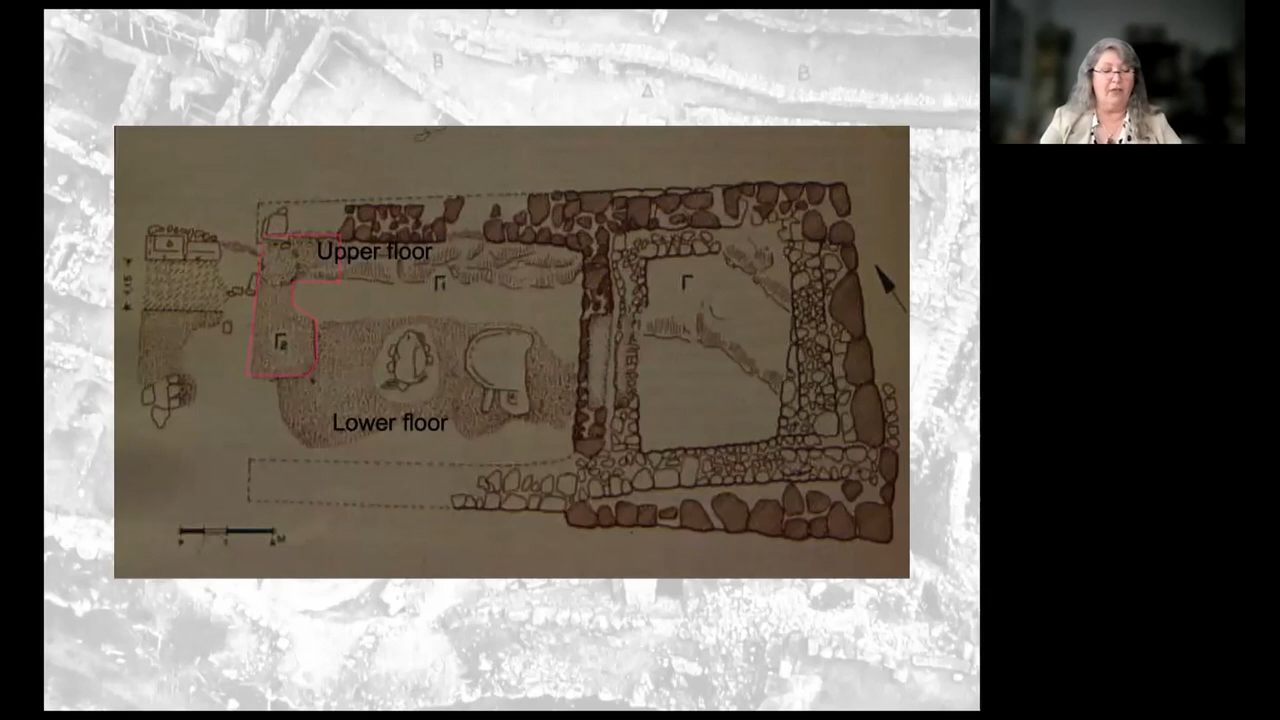 B
B
Δ
Upper floor
Γ1
Γ
Γ2
Lower floor